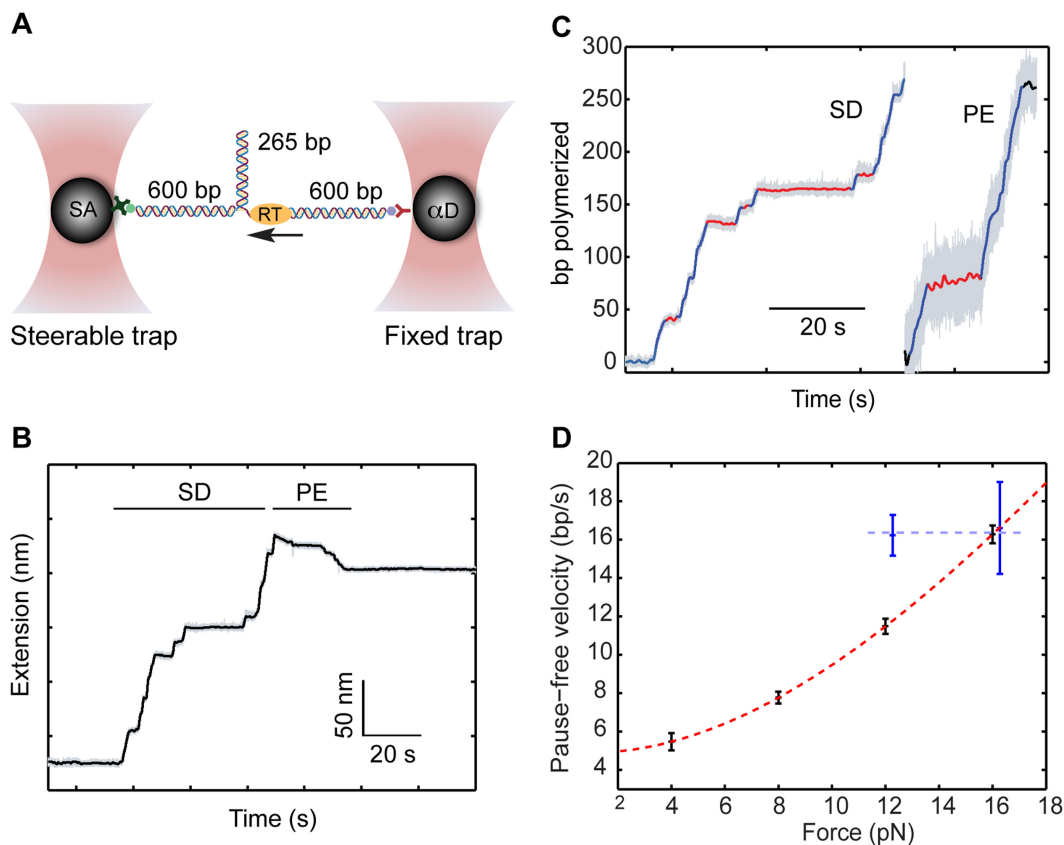 A
265 bp
600 bp
600 bp
SA
RT
αD
Steerable trap
Fixed trap
B
SD
PE
Extension (nm)
50 nm
20 s
Time (s)
C
300
250
200
150
100
50
0
bp polymerized
SD
PE
20 s
Time (s)
D
20
18
16
14
12
10
8
6
4
Pause−free velocity (bp/s)
2 4 6 8 10 12 14 16 18
Force (pN)